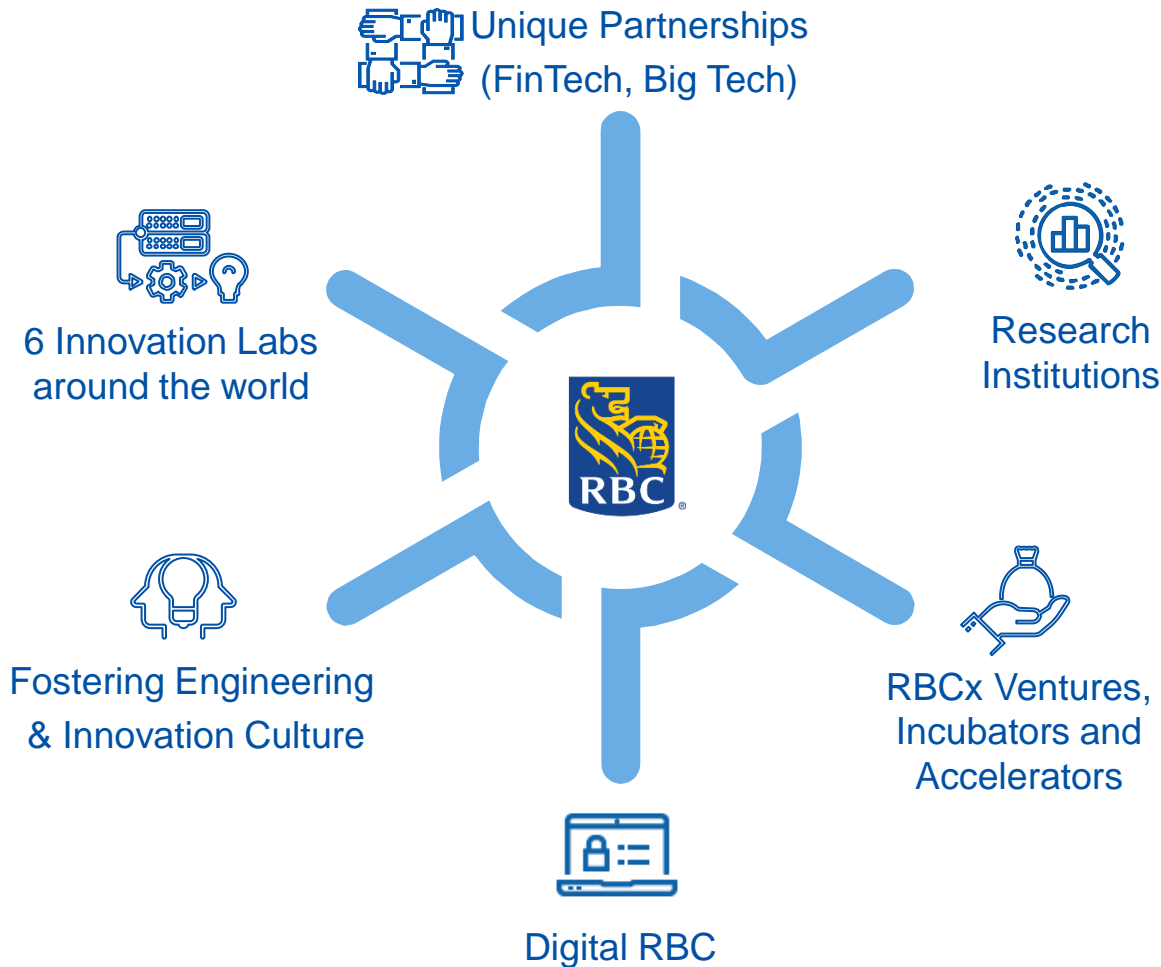 Unique Partnerships
(FinTech, Big Tech)
6 Innovation Labs
around the world
Research
Institutions
RBC
®
Fostering Engineering
& Innovation Culture
RBCx Ventures,
Incubators and
Accelerators
Digital RBC